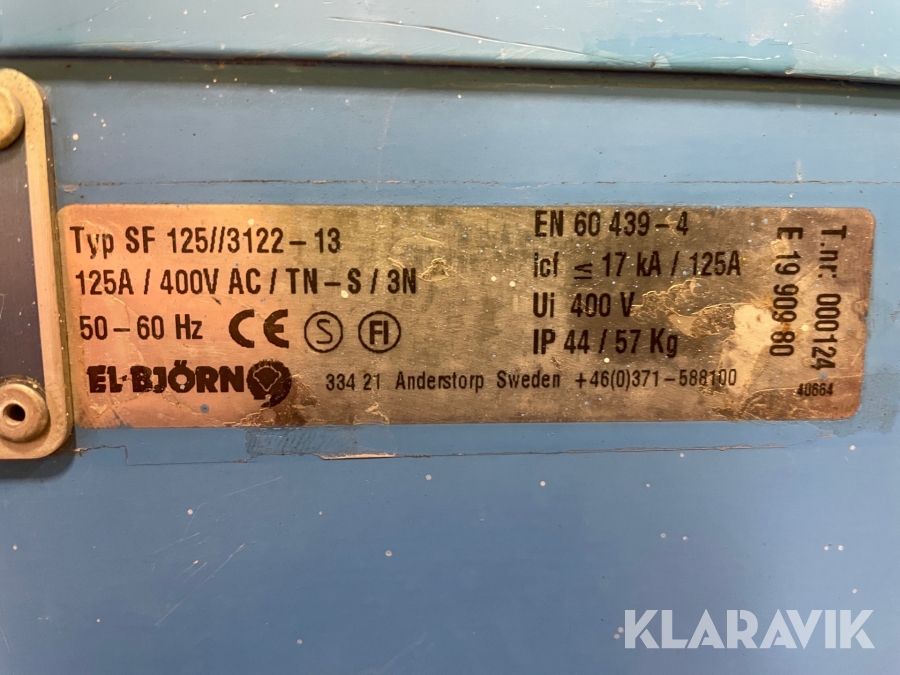 Typ SF 125//3122-13
125A / 400V AC / TN-S / 3N
50-60 Hz CE S FI
EL-BJÖRN
EN 60 439-4
icf ≤ 17 kA / 125A
Ui 400 V
IP 44 / 57 Kg
334 21 Anderstorp Sweden +46(0)371-588100
T.nr: 000124
E 19 909 80
40664
KLARAVIK